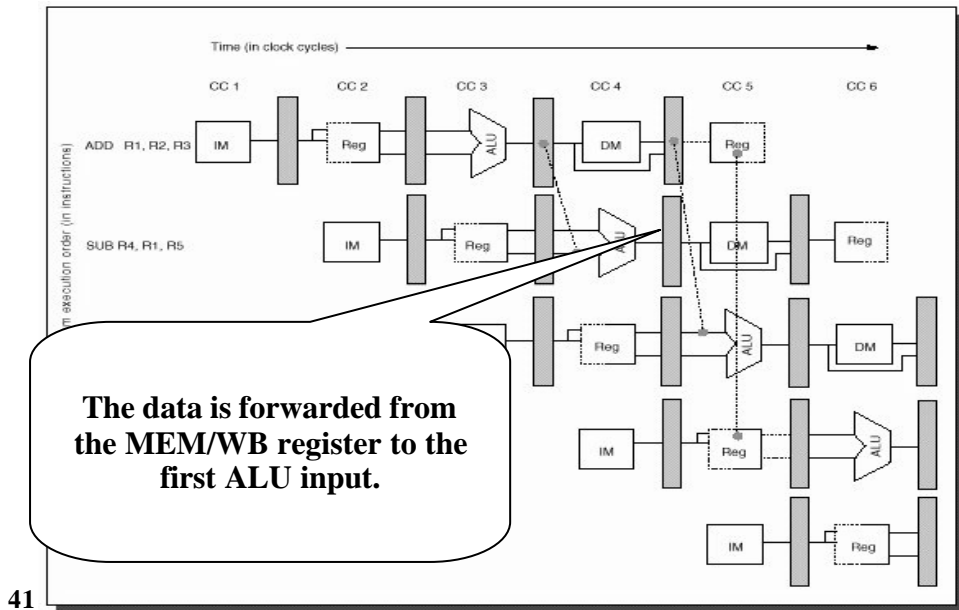 Time (in clock cycles)
CC 1 CC 2 CC 3 CC 4 CC 5 CC 6
ADD R1, R2, R3 IM Reg ALU DM Reg
SUB R4, R1, R5 IM Reg ALU DM Reg
execution order (in instructions)
Reg ALU DM
The data is forwarded from
the MEM/WB register to the
first ALU input.
IM Reg ALU
IM Reg
41